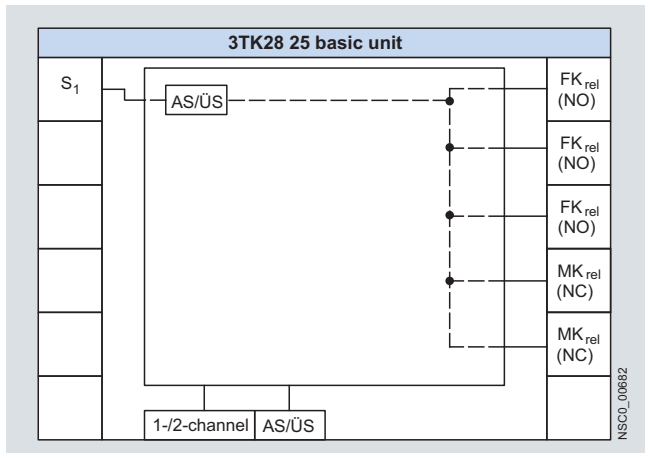 3TK28 25 basic unit
S1
AS/ÜS
FKrel
(NO)
FKrel
(NO)
FKrel
(NO)
MKrel
(NC)
MKrel
(NC)
1-/2-channel
AS/ÜS
NSC0_00682